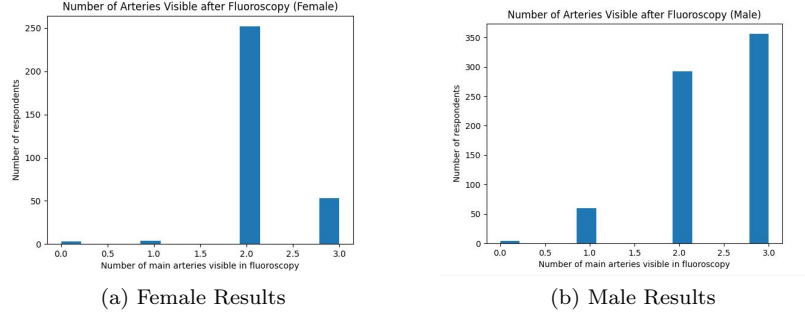 Number of Arteries Visible after Fluoroscopy (Female)
250
200
150
100
50
0
Number of respondents
0.0 0.5 1.0 1.5 2.0 2.5 3.0
Number of main arteries visible in fluoroscopy
(a) Female Results
Number of Arteries Visible after Fluoroscopy (Male)
350
300
250
200
150
100
50
0
Number of respondents
0.0 0.5 1.0 1.5 2.0 2.5 3.0
Number of main arteries visible in fluoroscopy
(b) Male Results